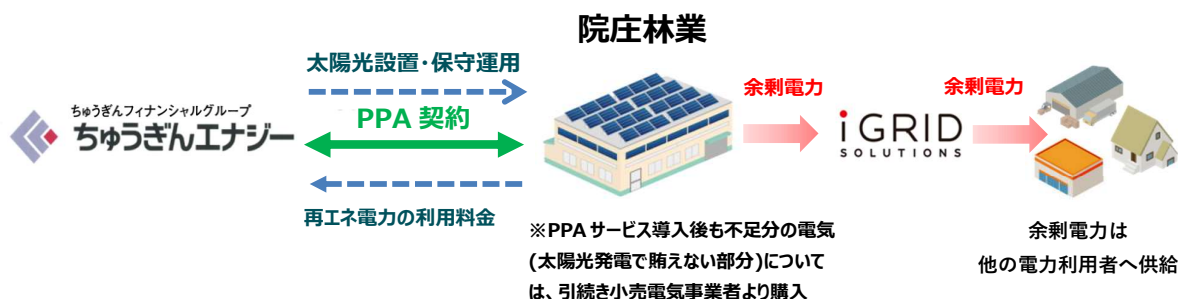 院庄林業
太陽光設置・保守運用
PPA 契約
再エネ電力の利用料金
ちゅうぎんフィナンシャルグループ
ちゅうぎんエナジー
余剰電力
iGRID
SOLUTIONS
余剰電力
※PPA サービス導入後も不足分の電気
(太陽光発電で賄えない部分)について
は、引続き小売電気事業者より購入
余剰電力は
他の電力利用者へ供給